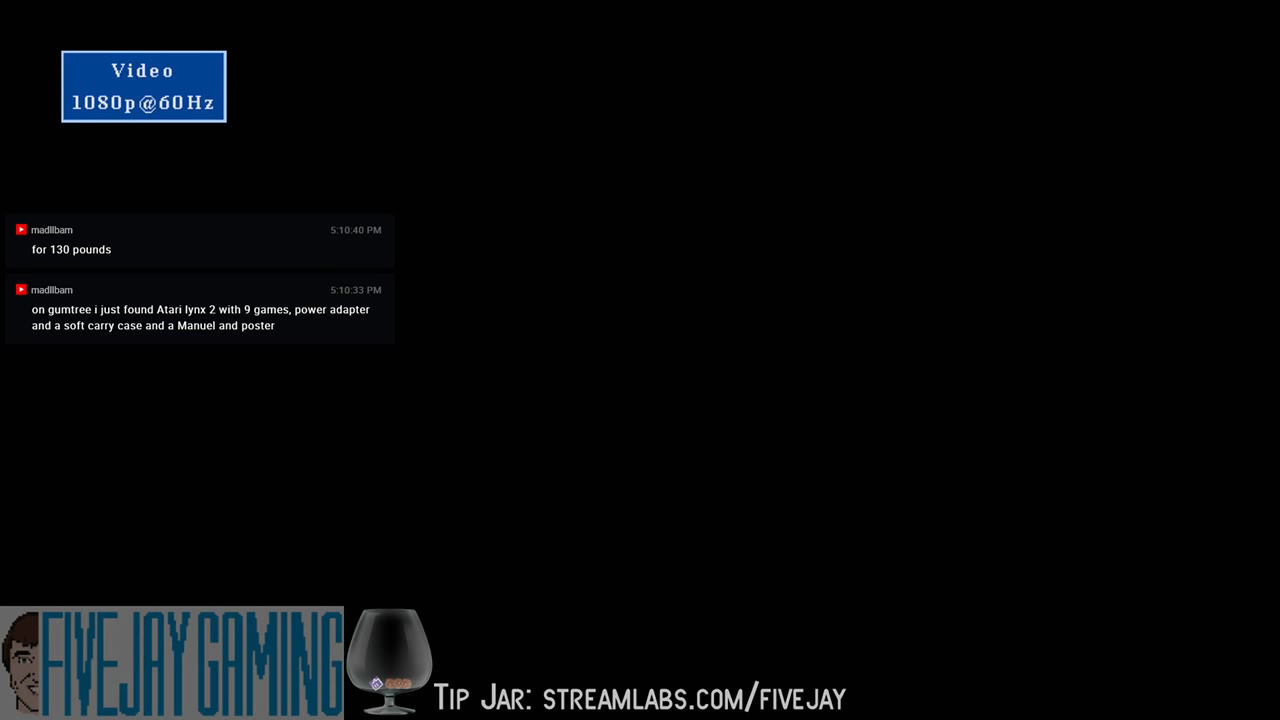 Video
1080p@60Hz
madllbam 5:10:40 PM
for 130 pounds
madllbam 5:10:33 PM
on gumtree i just found Atari lynx 2 with 9 games, power adapter
and a soft carry case and a Manuel and poster
FIVEJAY GAMING
TIP JAR: STREAMLABS.COM/FIVEJAY